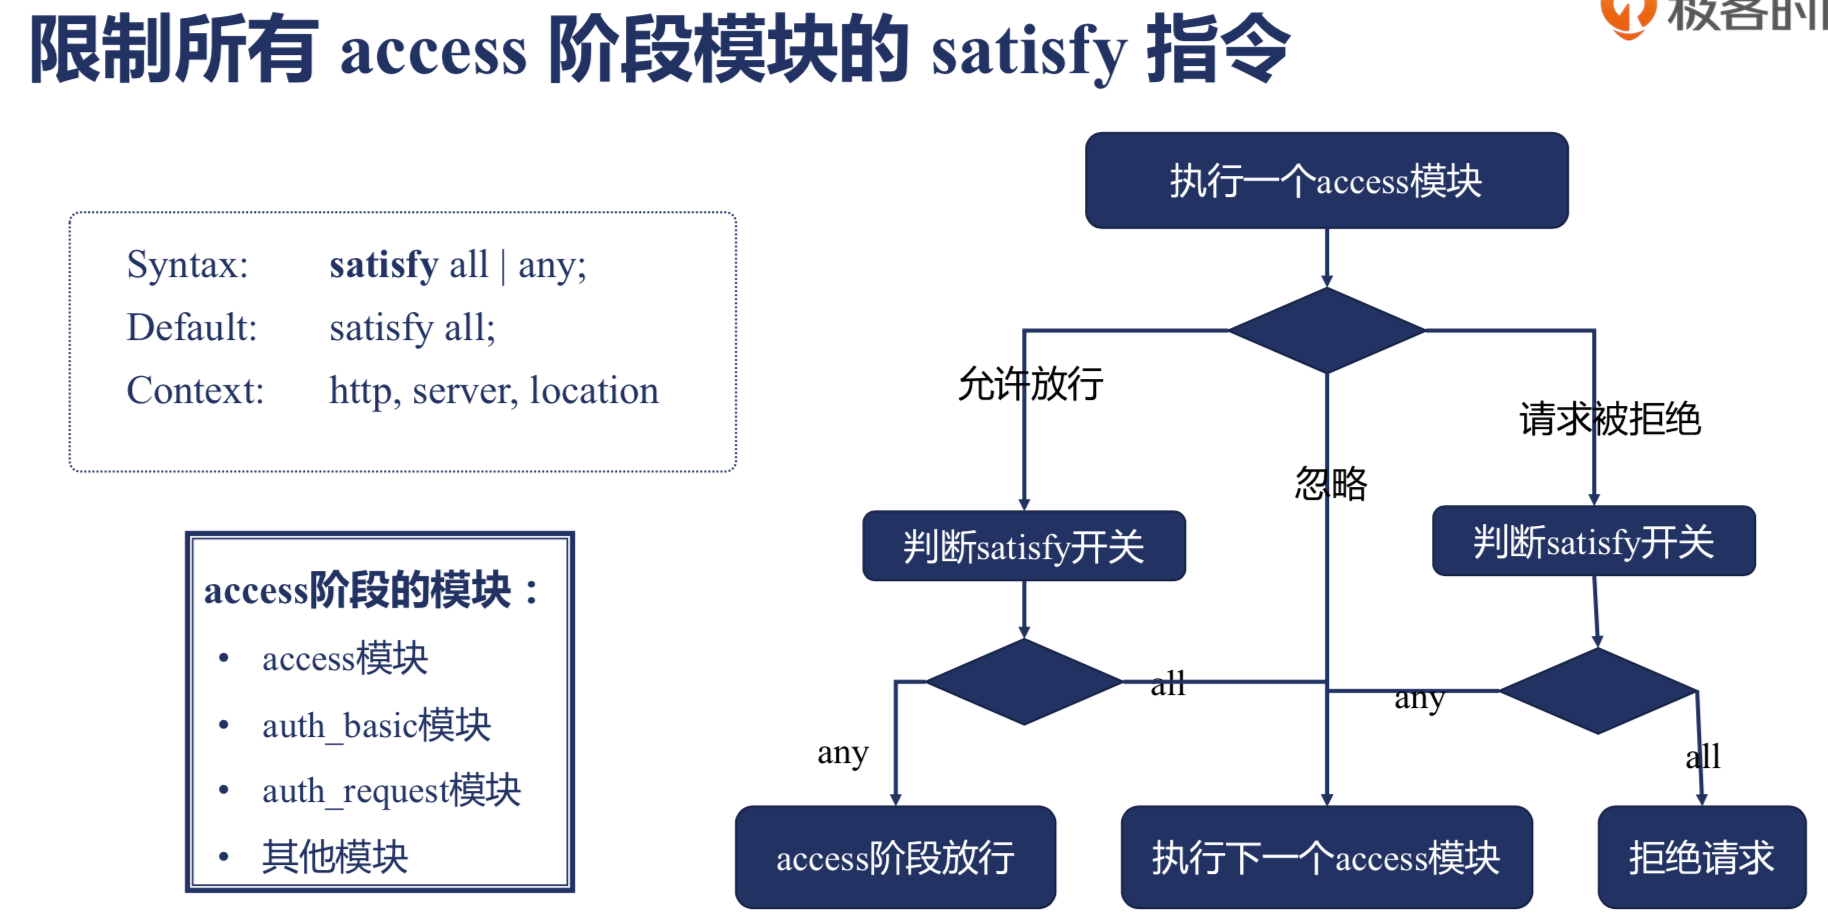 限制所有 access 阶段模块的 satisfy 指令
极客时
Syntax: satisfy all | any;
Default: satisfy all;
Context: http, server, location
access阶段的模块：
• access模块
• auth_basic模块
• auth_request模块
• 其他模块
执行一个access模块
允许放行
请求被拒绝
忽略
判断satisfy开关
判断satisfy开关
all
any
any
all
access阶段放行
执行下一个access模块
拒绝请求